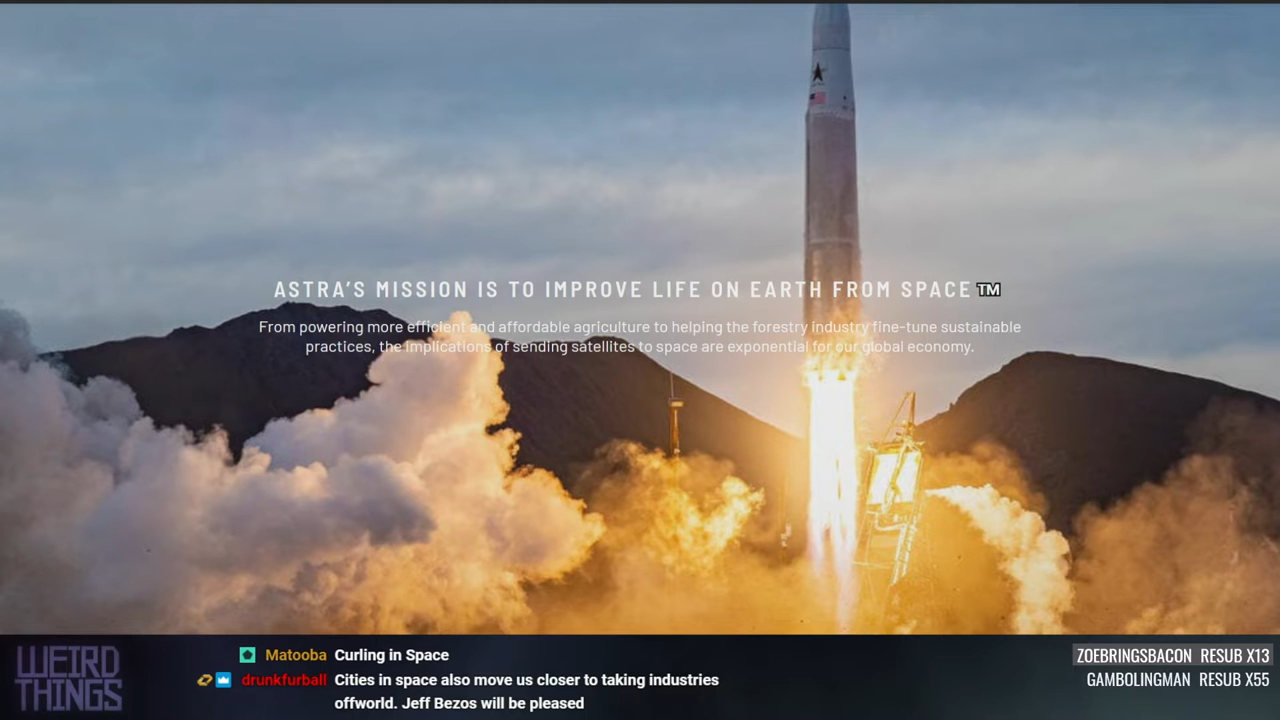 ASTRA'S MISSION IS TO IMPROVE LIFE ON EARTH FROM SPACE™
From powering more efficient and affordable agriculture to helping the forestry industry fine-tune sustainable
practices, the implications of sending satellites to space are exponential for our global economy.
WEIRD
THINGS
Matooba Curling in Space
drunkfurball Cities in space also move us closer to taking industries
offworld. Jeff Bezos will be pleased
ZOEBRINGSBACON RESUB X13
GAMBOLINGMAN RESUB X55